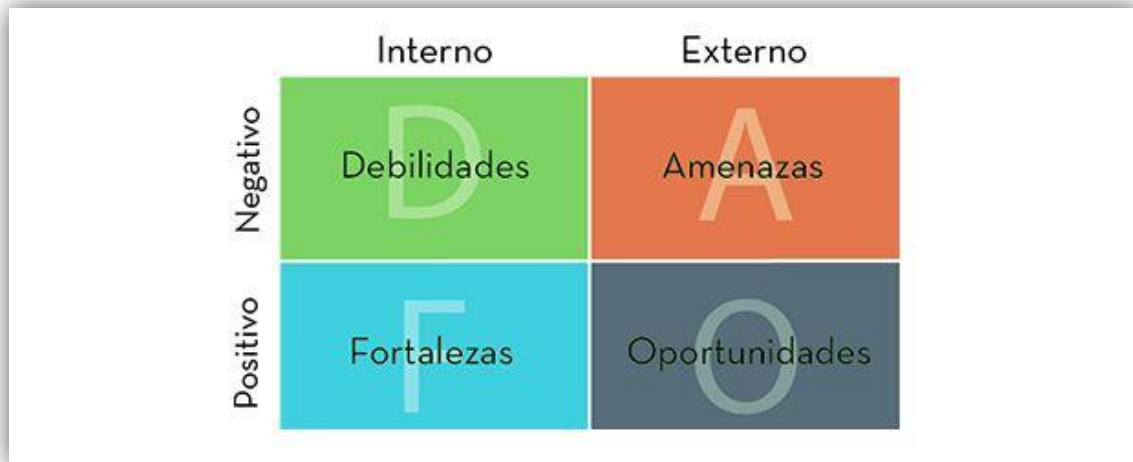 Interno Externo
Negativo
D A
Debilidades Amenazas
Positivo
F O
Fortalezas Oportunidades